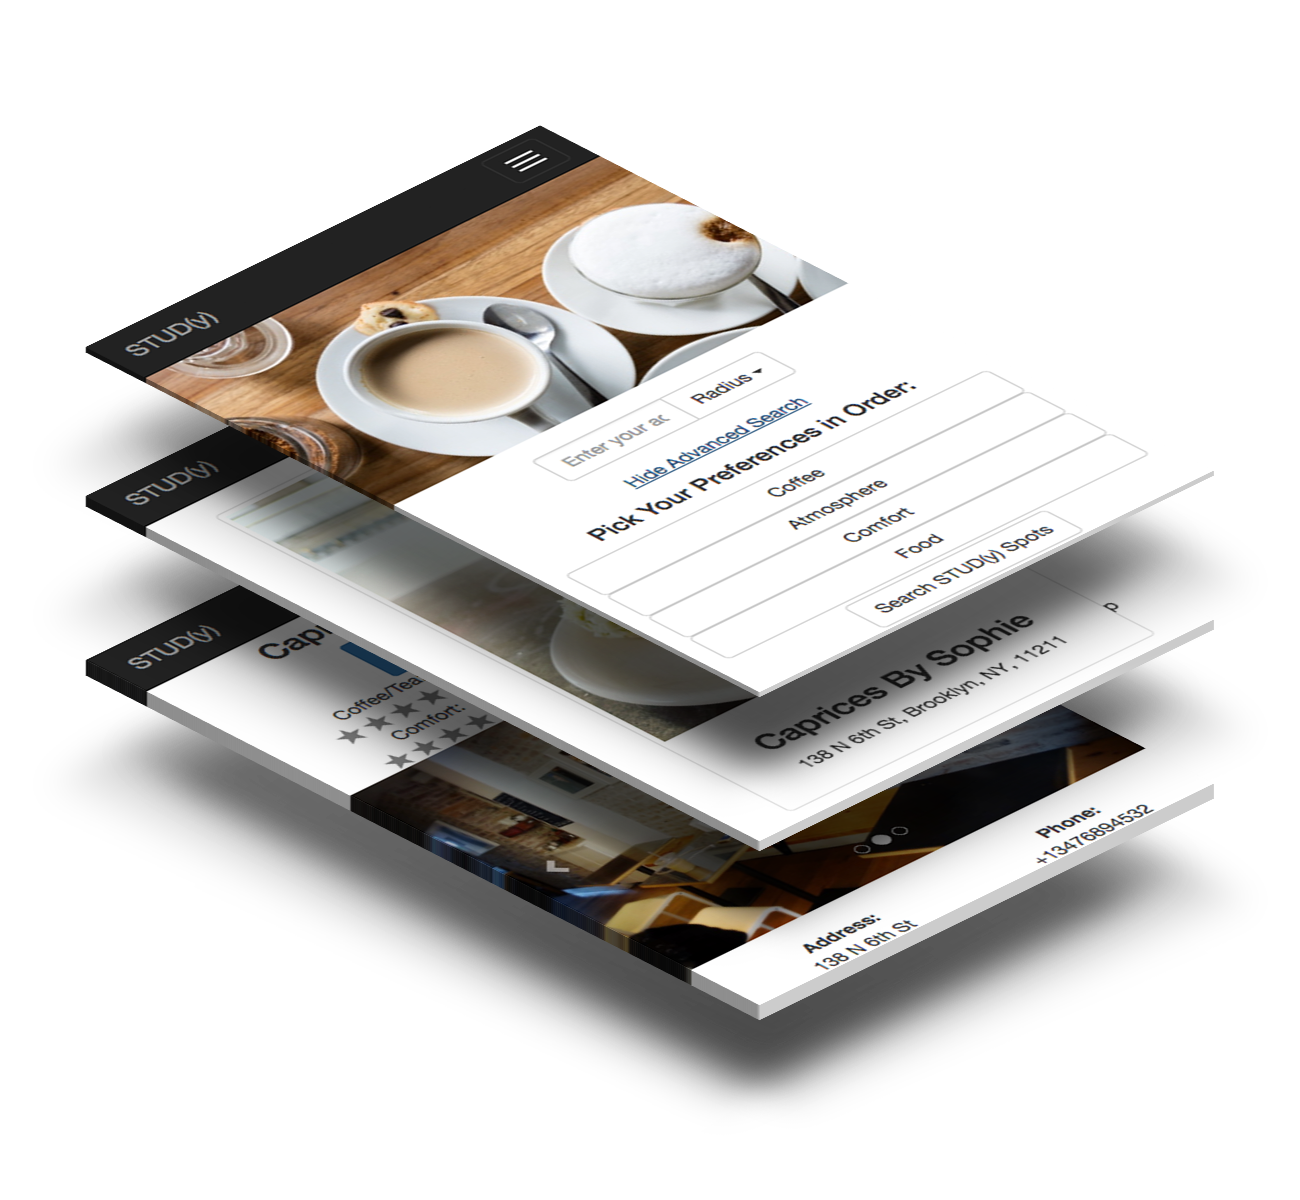 STUD(y)
Radius
Enter your ac
Hide Advanced Search
Pick Your Preferences in Order:
Coffee
Atmosphere
Comfort
Food
Search STUD(y) Spots
STUD(y)
Caprices By Sophie
138 N 6th St, Brooklyn, NY, 11211
p
STUD(y)
Capr
Coffee/Tea
Comfort:
Phone:
+13476894532
Address:
138 N 6th St